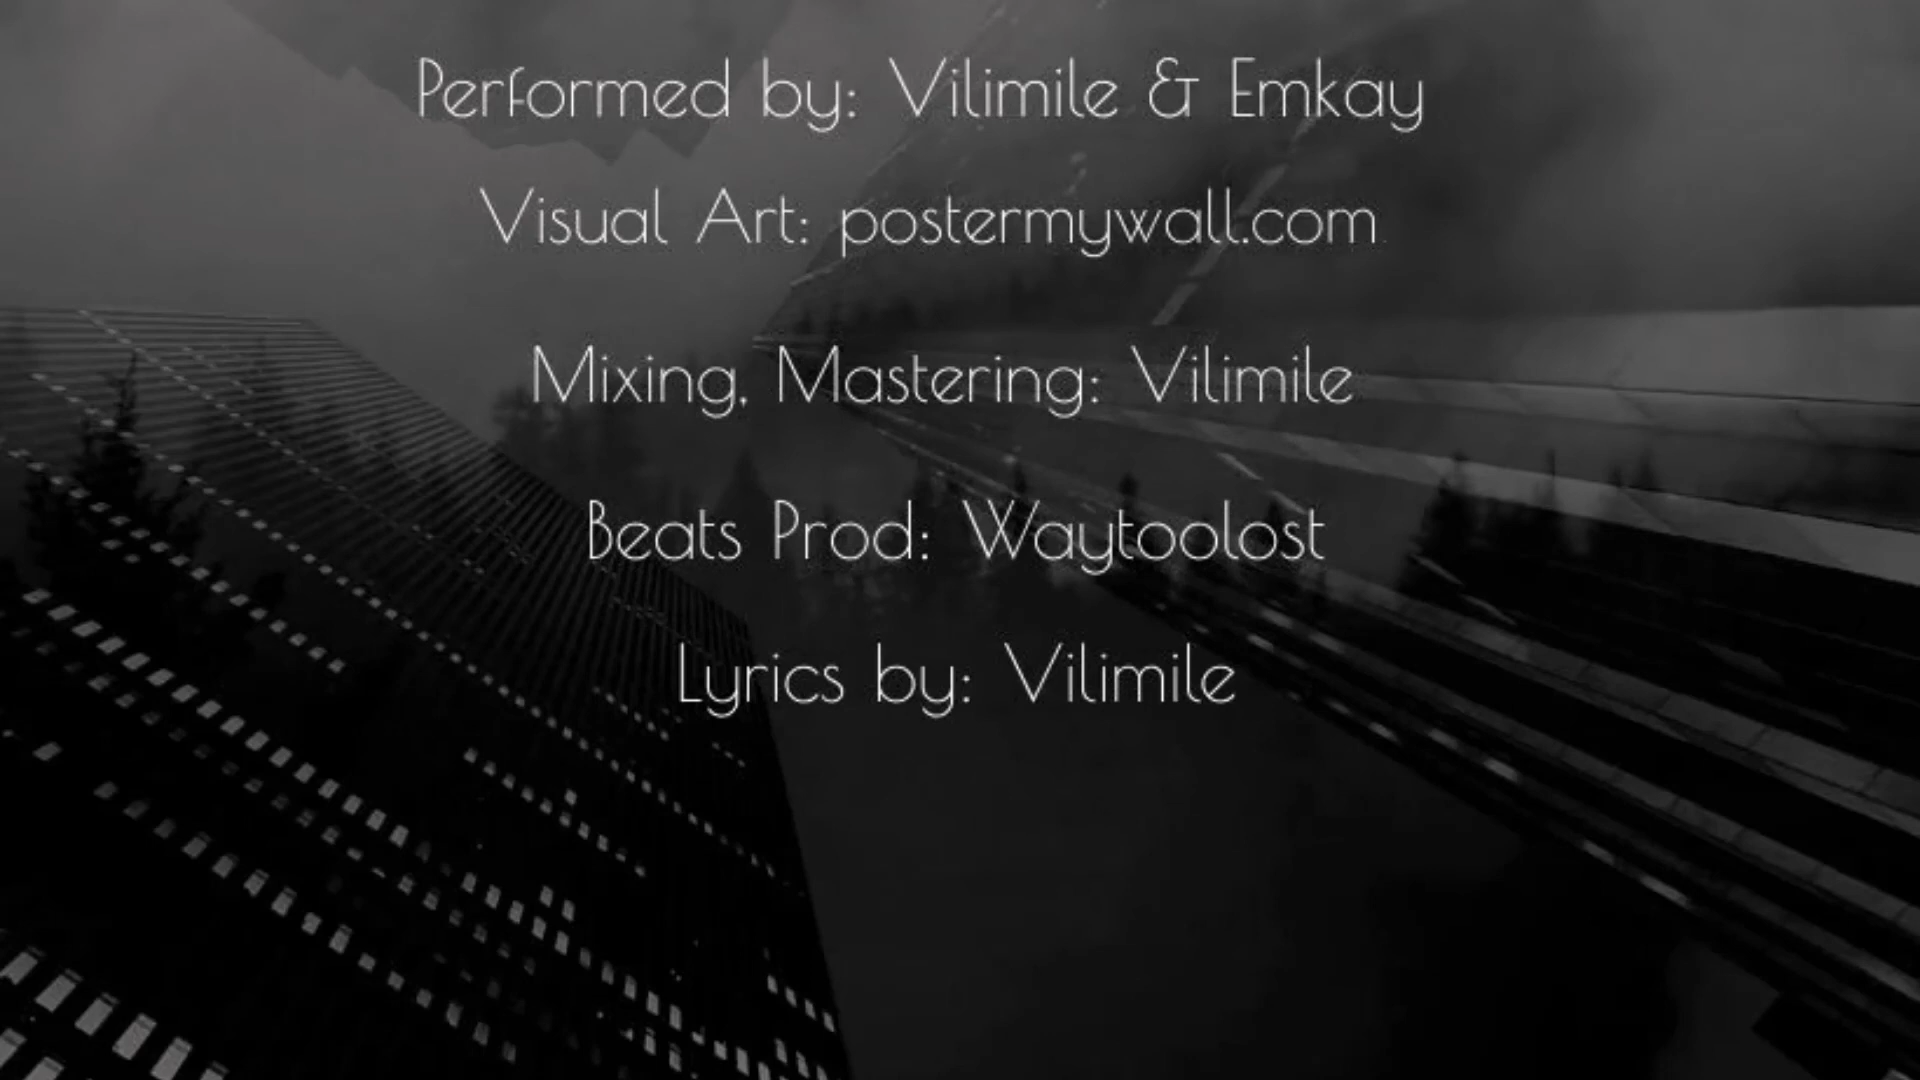 Performed by: Vilimile & Emkay
Visual Art: postermywall.com
Mixing, Mastering: Vilimile
Beats Prod: Waytoolost
Lyrics by: Vilimile